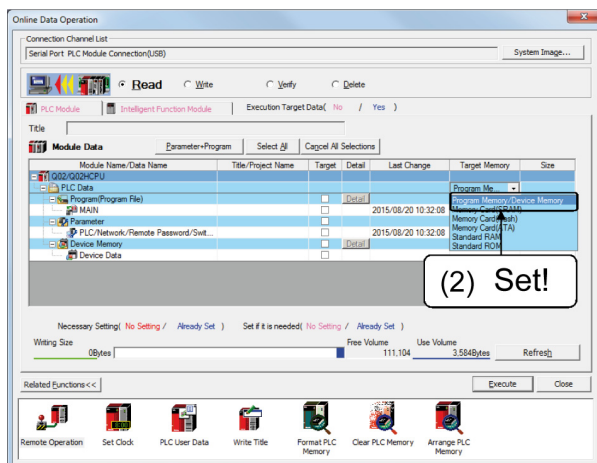 Online Data Operation
Connection Channel List
Serial Port PLC Module Connection(USB)
System Image...
Read
Write
Verify
Delete
PLC Module
Intelligent Function Module
Execution Target Data( No / Yes )
Title
Module Data
Parameter+Program
Select All
Cancel All Selections
Module Name/Data Name
Title/Project Name
Target
Detail
Last Change
Target Memory
Size
Q02/Q02HCPU
PLC Data
Program Me...
Program(Program File)
Detail
Program Memory/Device Memory
MAIN
2015/08/20 10:32:08
Memory Card(SRAM)
Parameter
Memory Card(Flash)
PLC/Network/Remote Password/Swit...
2015/08/20 10:32:08
Memory Card(ATA)
Device Memory
Detail
Standard RAM
Device Data
Standard ROM
(2) Set!
Necessary Setting( No Setting / Already Set )
Set if it is needed( No Setting / Already Set )
Writing Size
0Bytes
Free Volume
111,104
Use Volume
3,584Bytes
Refresh
Related Functions<<
Execute
Close
Remote Operation
Set Clock
PLC User Data
Write Title
Format PLC
Memory
Clear PLC Memory
Arrange PLC
Memory